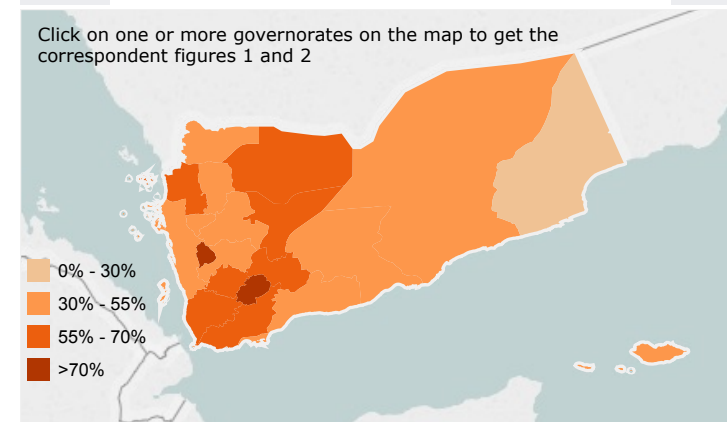 Click on one or more governorates on the map to get the
correspondent figures 1 and 2
0% - 30%
30% - 55%
55% - 70%
>70%